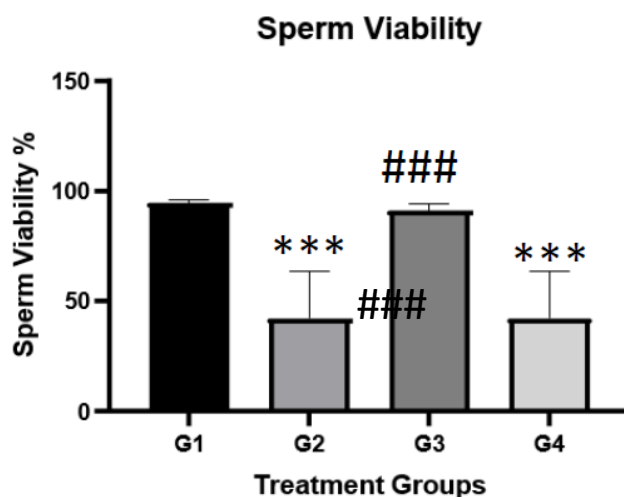 Sperm Viability
Sperm Viability %
150
100
50
0
###
***
###
***
G1 G2 G3 G4
Treatment Groups